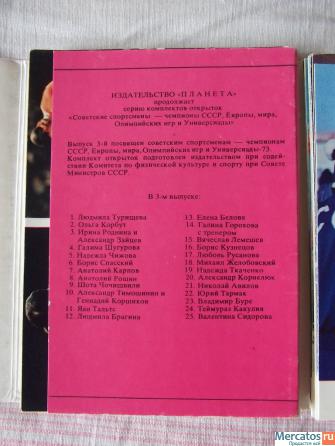 ИЗДАТЕЛЬСТВО «ПЛАНЕТА»
продолжает
серию комплектов открыток
«Советские спортсмены — чемпионы СССР, Европы, мира,
Олимпийских игр и Универсиады»
Выпуск 3-й посвящен советским спортсменам — чемпионам
СССР, Европы, мира, Олимпийских игр и Универсиады-73.
Комплект открыток подготовлен издательством при содей-
ствии Комитета по физической культуре и спорту при Совете
Министров СССР.
В 3-м выпуске:
1. Людмила Турищева
2. Ольга Корбут
3. Ирина Роднина и
Александр Зайцев
4. Галина Шугурова
5. Надежда Чижова
6. Борис Спасский
7. Анатолий Карпов
8. Анатолий Рощин
9. Шота Чочишвили
10. Александр Тимошинин и
Геннадий Коршиков
11. Яан Тальтс
12. Людмила Брагина
13. Елена Белова
14. Галина Горохова
с тренером
15. Вячеслав Лемешев
16. Борис Кузнецов
17. Любовь Русанова
18. Михаил Желобовский
19. Надежда Ткаченко
20. Александр Корнелюк
21. Николай Авилов
22. Юрий Тармак
23. Владимир Буре
24. Теймураз Какулия
25. Валентина Сидорова
Mercatos.ru